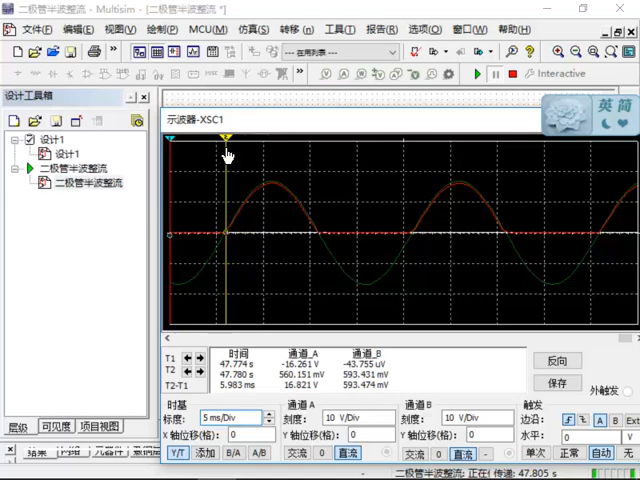 二极管半波整流 - Multisim - [二极管半波整流 *]
文件(F) 编辑(E) 视图(V) 绘制(P) MCU(M) 仿真(S) 转移(n) 工具(T) 报告(R) 选项(O) 窗口(W) 帮助(H)
--- 在用列表 ---
Interactive
设计工具箱
英 简
示波器-XSC1
设计1
设计1
二极管半波整流
二极管半波整流
时间 通道_A 通道_B
T1 47.774 s -16.261 V -43.755 uV
T2 47.780 s 560.151 mV 593.431 mV
T2-T1 5.983 ms 16.821 V 593.474 mV
反向
保存
外触发
时基 通道A 通道B 触发
标度: 5 ms/Div 刻度: 10 V/Div 刻度: 10 V/Div 边沿: A B Ext
X 轴位移(格): 0 Y 轴位移(格): 0 Y 轴位移(格): 0 水平: 0 V
Y/T 添加 B/A A/B 交流 0 直流 交流 0 直流 - 单次 正常 自动 无
层级 可见度 项目视图
结果 网络 元器件
二极管半波整流: 正在( 传递: 47.805 s